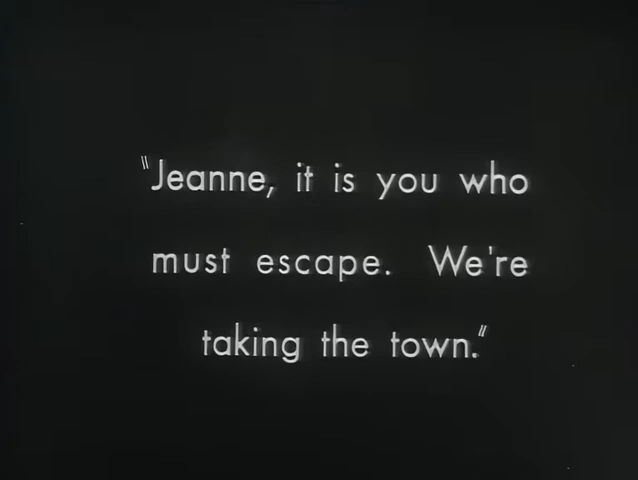 "Jeanne, it is you who
must escape. We're
taking the town."